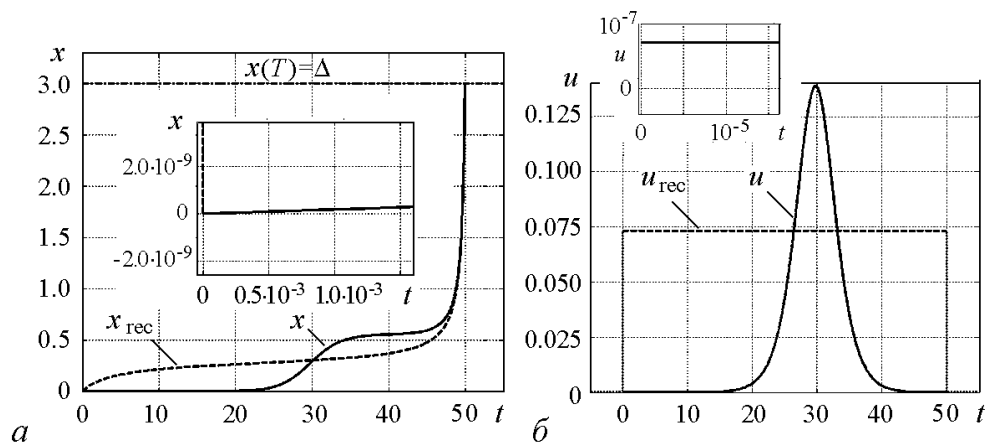 x
x(T)=Δ
3.0
2.5
2.0
1.5
1.0
0.5
0
x
2.0·10⁻⁹
0
-2.0·10⁻⁹
0
0.5·10⁻³
1.0·10⁻³
t
x rec
x
0
10
20
30
40
50
t
а
10⁻⁷
u
0
0
10⁻⁵
t
u
0.125
0.100
0.075
0.050
0.025
0
u rec
u
0
10
20
30
40
50
t
б